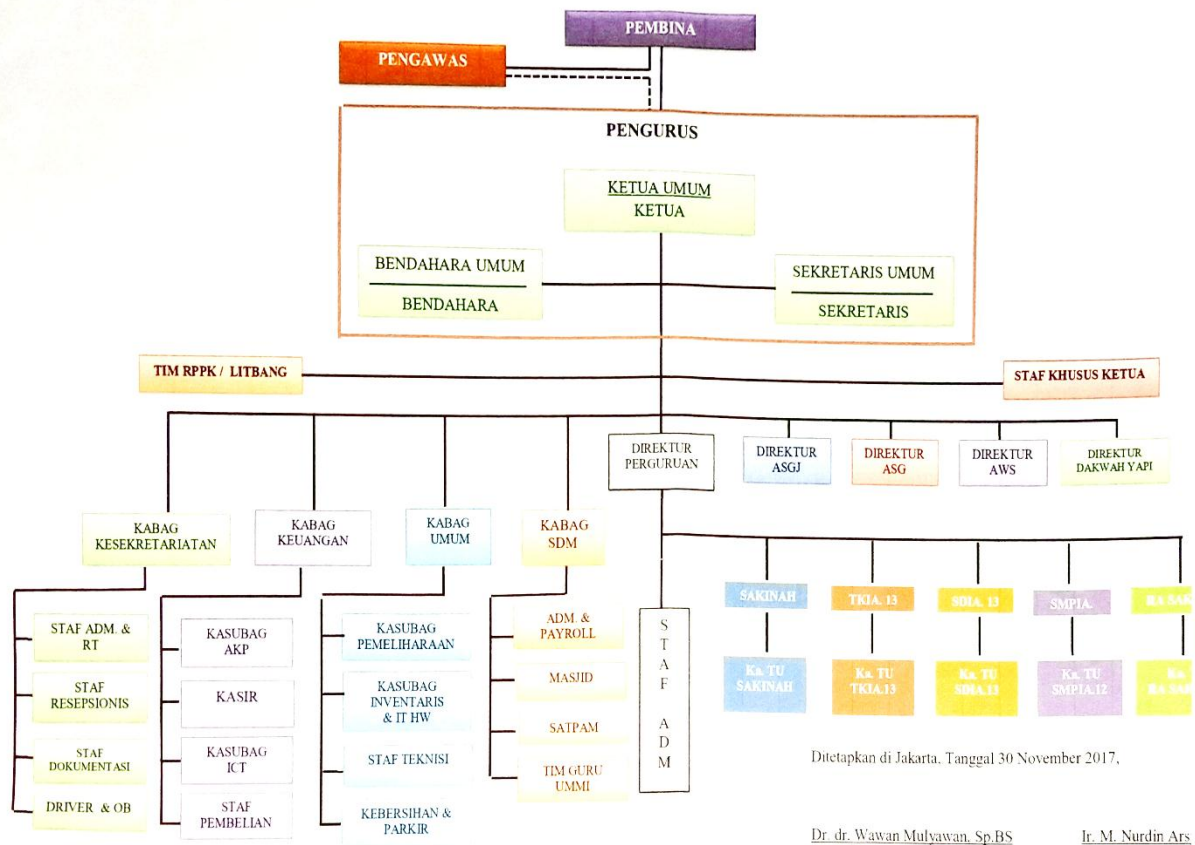 PEMBINA
PENGAWAS
PENGURUS
KETUA UMUM
KETUA
BENDAHARA UMUM
BENDAHARA
SEKRETARIS UMUM
SEKRETARIS
TIM RPPK / LITBANG
STAF KHUSUS KETUA
DIREKTUR
PERGURUAN
DIREKTUR
ASGJ
DIREKTUR
ASG
DIREKTUR
AWS
DIREKTUR
DAKWAH YAPI
KABAG
KESEKRETARIATAN
KABAG
KEUANGAN
KABAG
UMUM
KABAG
SDM
STAF ADM. &
RT
STAF
RESEPSIONIS
STAF
DOKUMENTASI
DRIVER & OB
KASUBAG
AKP
KASIR
KASUBAG
ICT
STAF
PEMBELIAN
KASUBAG
PEMELIHARAAN
KASUBAG
INVENTARIS
& IT HW
STAF TEKNISI
KEBERSIHAN &
PARKIR
ADM. &
PAYROLL
MASJID
SATPAM
TIM GURU
UMMI
S
T
A
F
A
D
M
SAKINAH
TKIA. 13
SDIA. 13
SMPIA.
RA SAK
Ka. TU
SAKINAH
Ka. TU
TKIA.13
Ka. TU
SDIA.13
Ka. TU
SMPIA.12
Ka
RA SAK
Ditetapkan di Jakarta, Tanggal 30 November 2017,
Dr. dr. Wawan Mulyawan, Sp.BS
Ir. M. Nurdin Ars